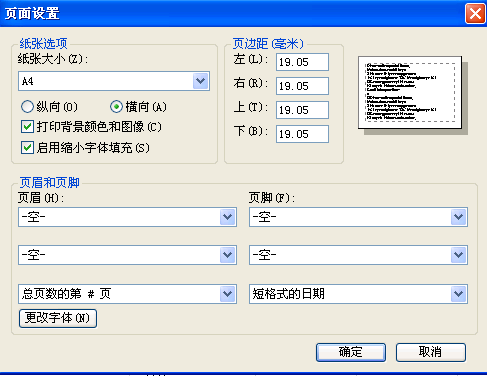 页面设置
纸张选项
纸张大小(Z):
A4
纵向(O)
横向(A)
打印背景颜色和图像(C)
启用缩小字体填充(S)
页边距(毫米)
左(L): 19.05
右(R): 19.05
上(T): 19.05
下(B): 19.05
页眉和页脚
页眉(H):
页脚(F):
-空-
-空-
-空-
-空-
总页数的第 # 页
短格式的日期
更改字体(N)
确定
取消